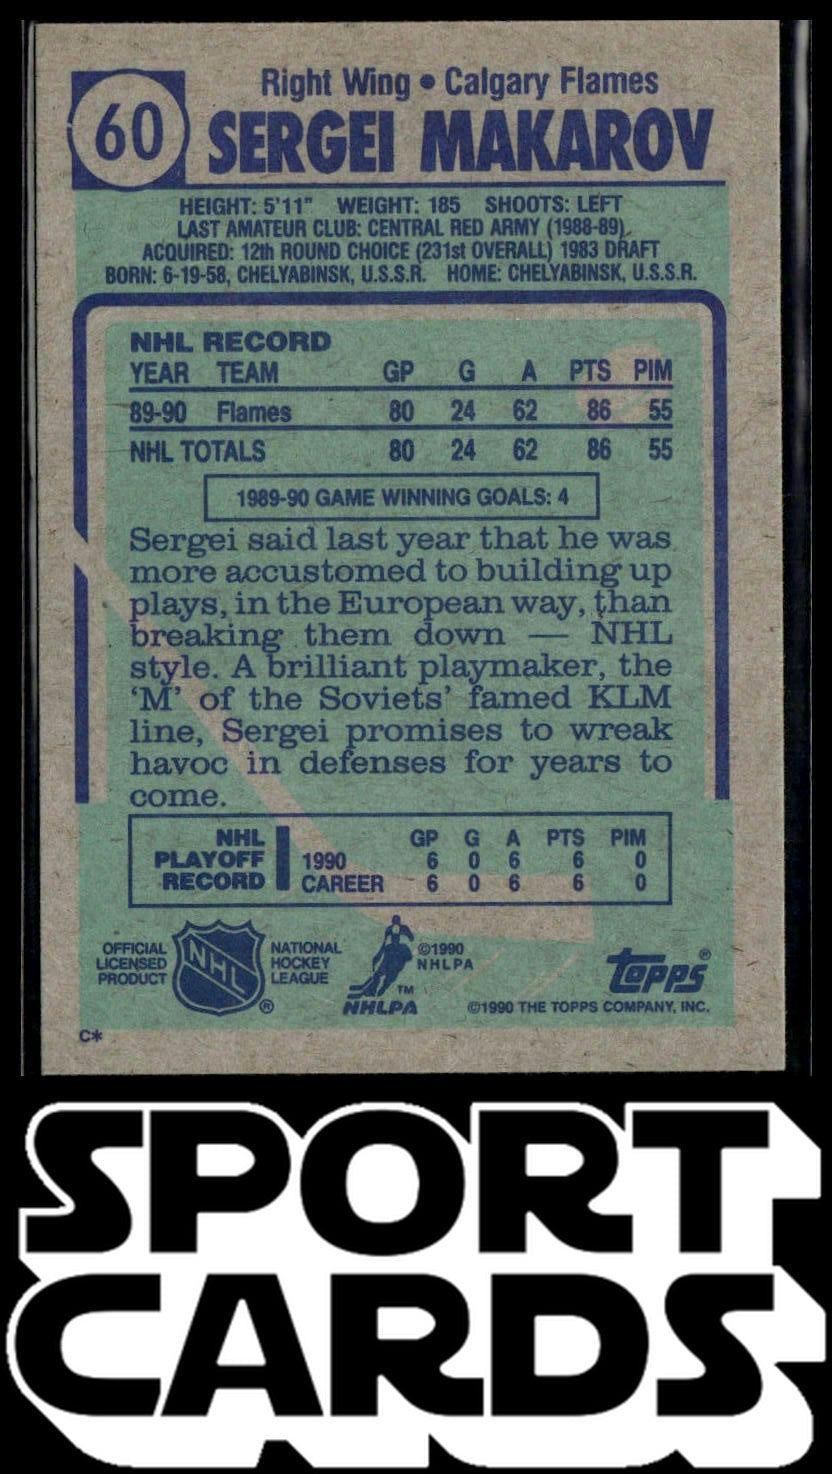 60
Right Wing • Calgary Flames
SERGEI MAKAROV
HEIGHT: 5'11" WEIGHT: 185 SHOOTS: LEFT
LAST AMATEUR CLUB: CENTRAL RED ARMY (1988-89)
ACQUIRED: 12th ROUND CHOICE (231st OVERALL) 1983 DRAFT
BORN: 6-19-58, CHELYABINSK, U.S.S.R. HOME: CHELYABINSK, U.S.S.R.
NHL RECORD
YEAR TEAM GP G A PTS PIM
89-90 Flames 80 24 62 86 55
NHL TOTALS 80 24 62 86 55
1989-90 GAME WINNING GOALS: 4
Sergei said last year that he was
more accustomed to building up
plays, in the European way, than
breaking them down — NHL
style. A brilliant playmaker, the
'M' of the Soviets' famed KLM
line, Sergei promises to wreak
havoc in defenses for years to
come.
NHL PLAYOFF RECORD
GP G A PTS PIM
1990 6 0 6 6 0
CAREER 6 0 6 6 0
OFFICIAL
LICENSED
PRODUCT
NHL
®
NATIONAL
HOCKEY
LEAGUE
TM
NHLPA
©1990
NHLPA
TOPPS®
©1990 THE TOPPS COMPANY, INC.
C*
SPORT
CARDS